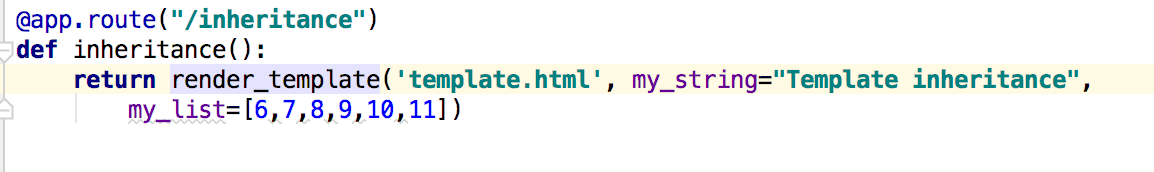 @app.route("/inheritance")
def inheritance():
    return render_template('template.html', my_string="Template inheritance",
        my_list=[6,7,8,9,10,11])